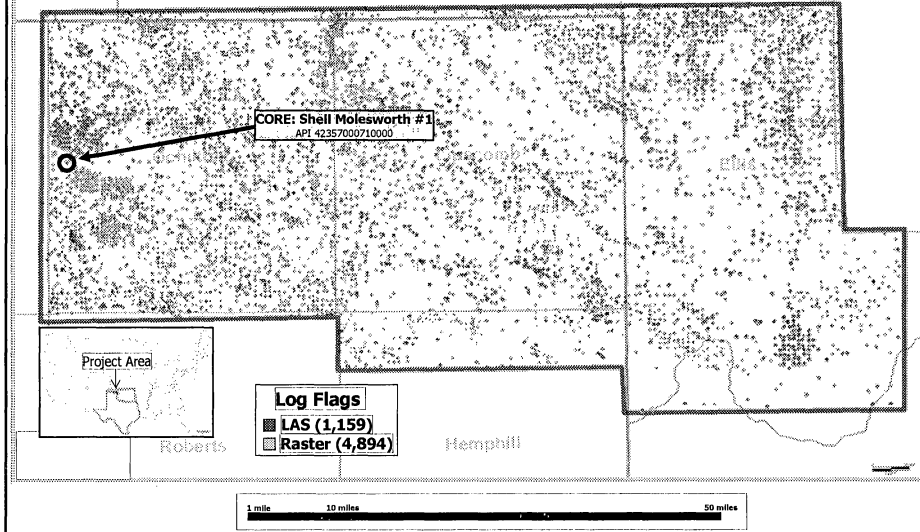 CORE: Shell Molesworth #1
API 42357000710000
Ellis
Project Area
Log Flags
LAS (1,159)
Raster (4,894)
Roberts
Hemphill
1 mile
10 miles
50 miles